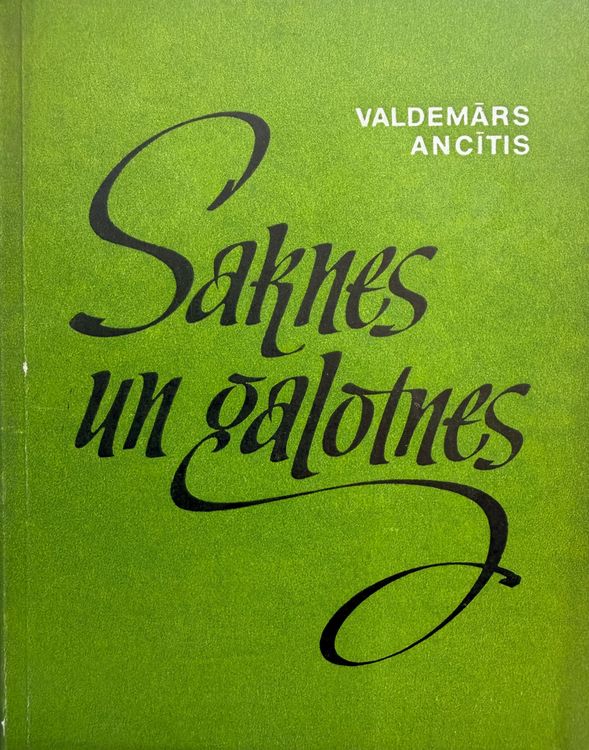 VALDEMĀRS
ANCĪTIS
Saknes
un galotnes